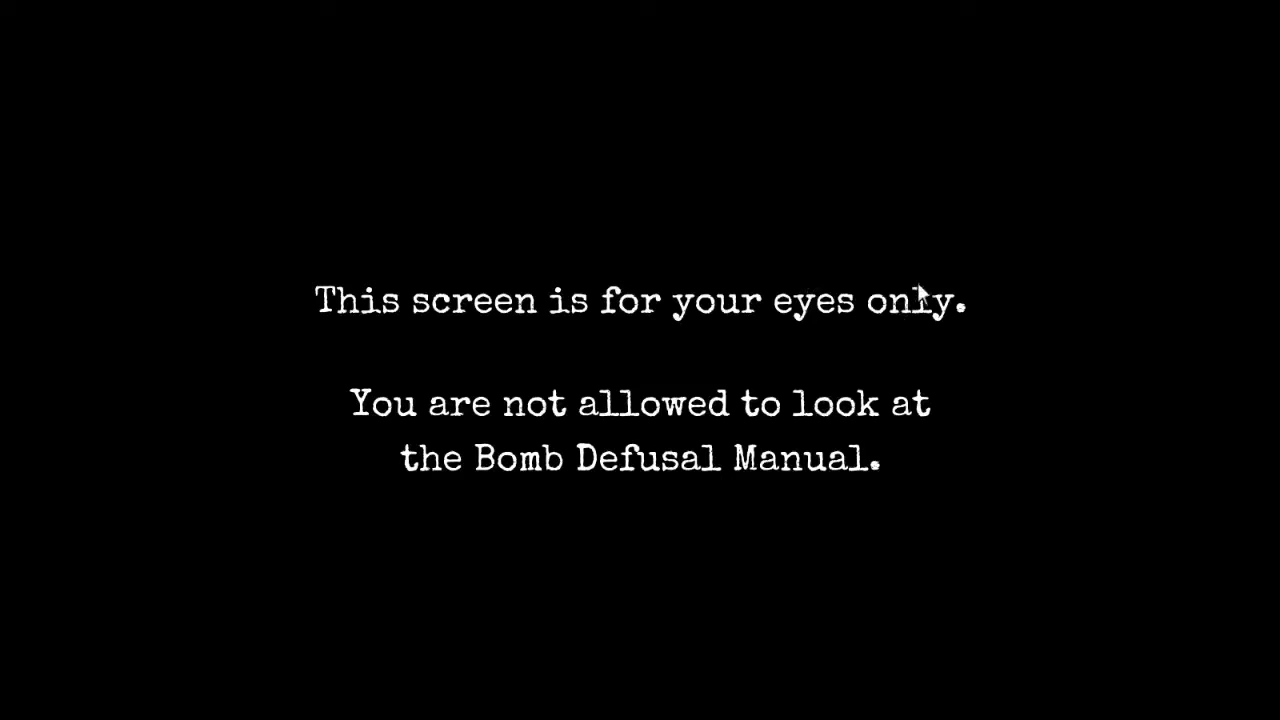 This screen is for your eyes only.
You are not allowed to look at
the Bomb Defusal Manual.